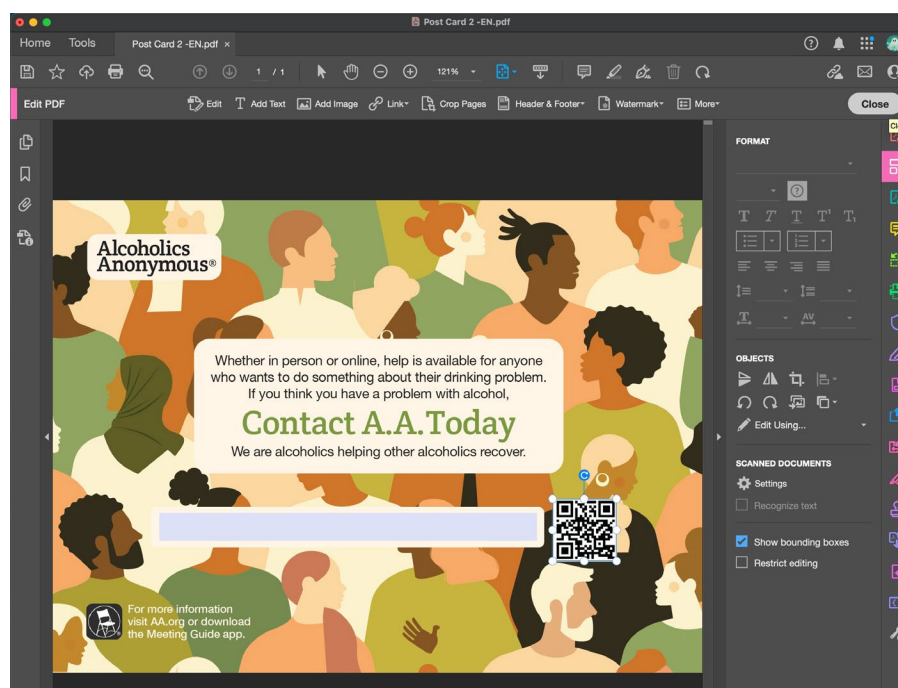 Post Card 2 -EN.pdf
Home Tools Post Card 2 -EN.pdf ×
1 / 1 121%
Edit PDF Edit Add Text Add Image Link Crop Pages Header & Footer Watermark More Close
FORMAT
Alcoholics
Anonymous®
Whether in person or online, help is available for anyone
who wants to do something about their drinking problem.
If you think you have a problem with alcohol,
Contact A.A.Today
We are alcoholics helping other alcoholics recover.
For more information
visit AA.org or download
the Meeting Guide app.
OBJECTS
Edit Using...
SCANNED DOCUMENTS
Settings
Recognize text
Show bounding boxes
Restrict editing